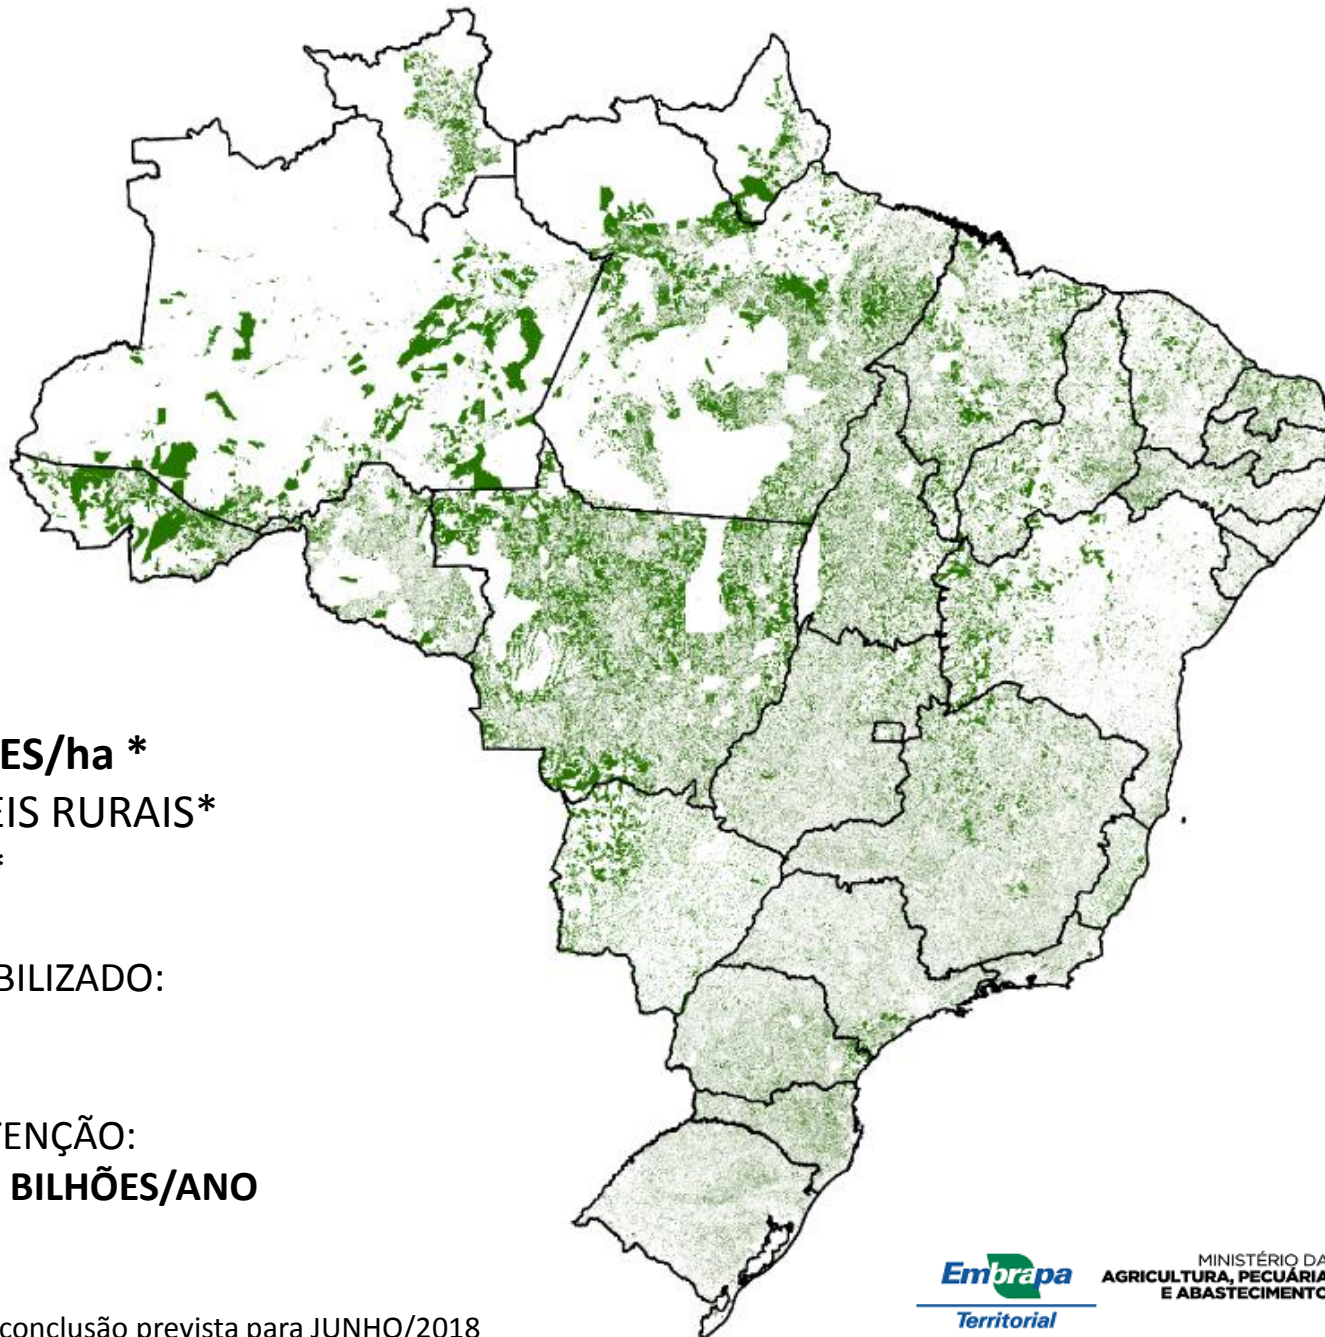 ES/ha *
EIS RURAIS*
*
BILIZADO:
TENÇÃO:
BILHÕES/ANO
conclusão prevista para JUNHO/2018
Embrapa
Territorial
MINISTÉRIO DA
AGRICULTURA, PECUÁRIA
E ABASTECIMENTO